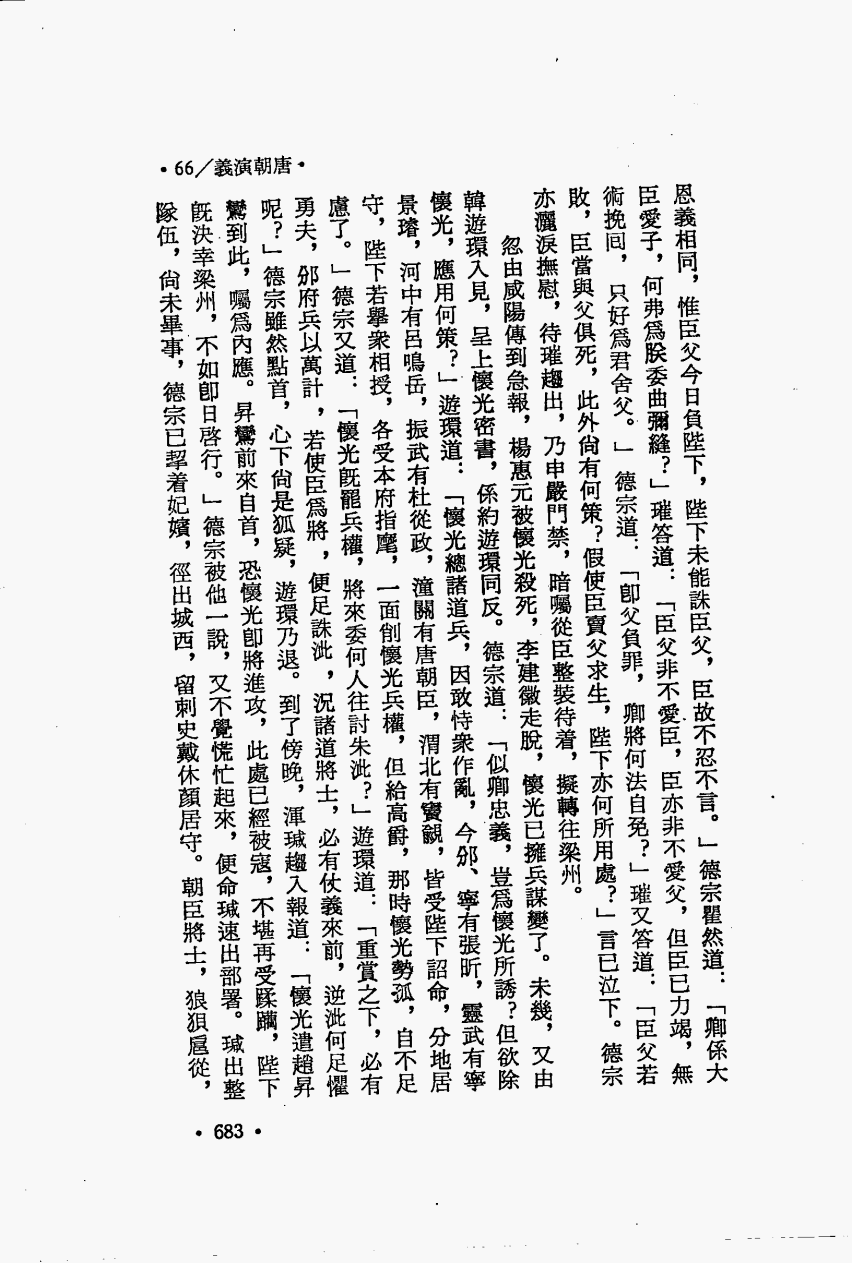 •66／義演朝唐•
恩義相同，惟臣父今日負陛下，陛下未能誅臣父，臣故不忍不言。」德宗瞿然道：「卿係大
臣愛子，何弗爲朕委曲彌縫？」璀答道：「臣父非不愛臣，臣亦非不愛父，但臣已力竭，無
術挽回，只好爲君舍父。」德宗道：「卽父負罪，卿將何法自免？」璀又答道：「臣父若
敗，臣當與父俱死，此外尙有何策？假使臣賣父求生，陛下亦何所用處？」言已泣下。德宗
亦灑淚撫慰，待璀趨出，乃申嚴門禁，暗囑從臣整裝待着，擬轉往梁州。
忽由咸陽傳到急報，楊惠元被懷光殺死，李建徽走脫，懷光已擁兵謀變了。未幾，又由
韓遊環入見，呈上懷光密書，係約遊環同反。德宗道：「似卿忠義，豈爲懷光所誘？但欲除
懷光，應用何策？」遊環道：「懷光總諸道兵，因敢恃衆作亂，今邠、寧有張昕，靈武有寧
景璿，河中有呂鳴岳，振武有杜從政，潼關有唐朝臣，渭北有竇覦，皆受陛下詔命，分地居
守，陛下若舉衆相授，各受本府指麾，一面削懷光兵權，但給高爵，那時懷光勢孤，自不足
慮了。」德宗又道：「懷光旣罷兵權，將來委何人往討朱泚？」遊環道：「重賞之下，必有
勇夫，邠府兵以萬計，若使臣爲將，便足誅泚，況諸道將士，必有仗義來前，逆泚何足懼
呢？」德宗雖然點首，心下尙是狐疑，遊環乃退。到了傍晚，渾瑊趨入報道：「懷光遣趙昇
鸞到此，囑爲內應。昇鸞前來自首，恐懷光卽將進攻，此處已經被寇，不堪再受蹂躪，陛下
旣決幸梁州，不如卽日啓行。」德宗被他一說，又不覺慌忙起來，便命瑊速出部署。瑊出整
隊伍，尙未畢事，德宗已挈着妃嬪，徑出城西，留刺史戴休顏居守。朝臣將士，狼狽扈從，
•683•